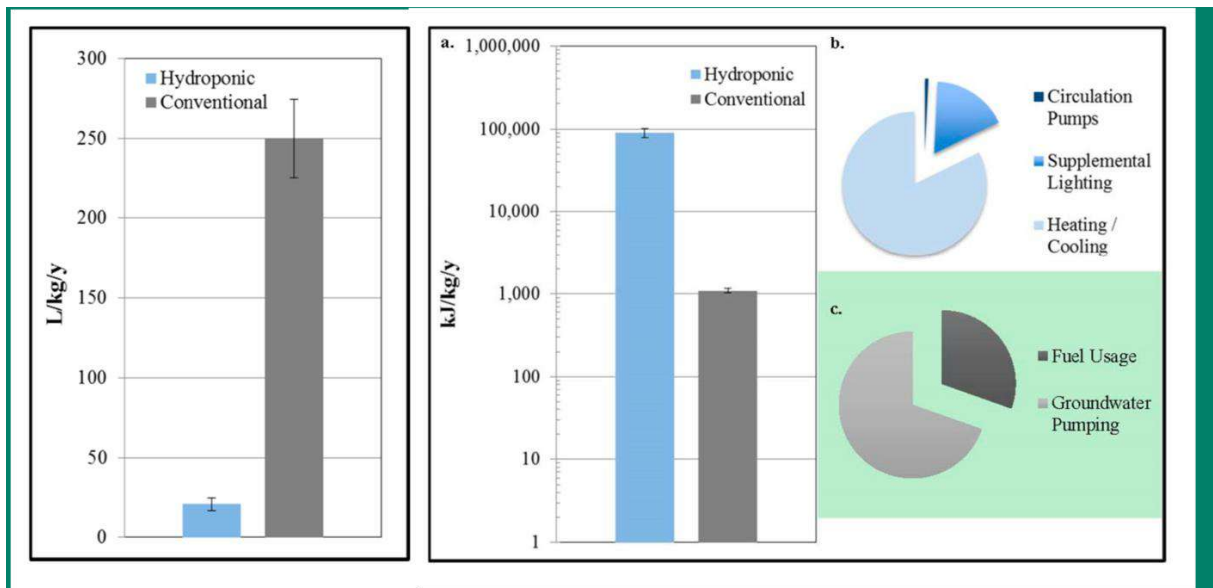 300
250
200
150
100
50
0
L/kg/y
Hydroponic
Conventional
a.
1,000,000
100,000
10,000
1,000
100
10
1
kJ/kg/y
Hydroponic
Conventional
b.
Circulation
Pumps
Supplemental
Lighting
Heating /
Cooling
c.
Fuel Usage
Groundwater
Pumping